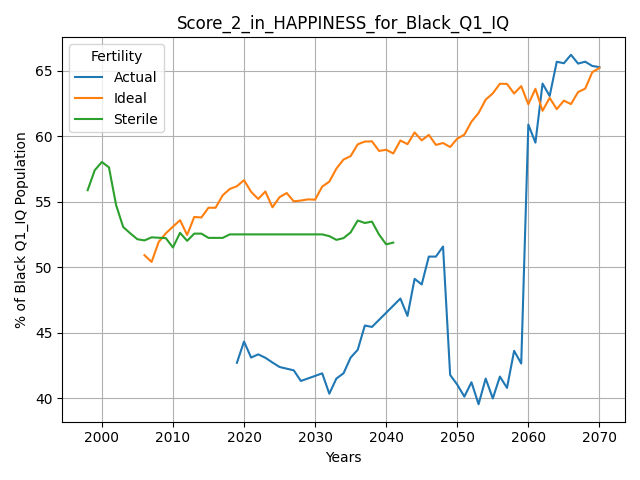 Score_2_in_HAPPINESS_for_Black_Q1_IQ
Fertility
Actual
Ideal
Sterile
% of Black Q1_IQ Population
65
60
55
50
45
40
2000
2010
2020
2030
2040
2050
2060
2070
Years